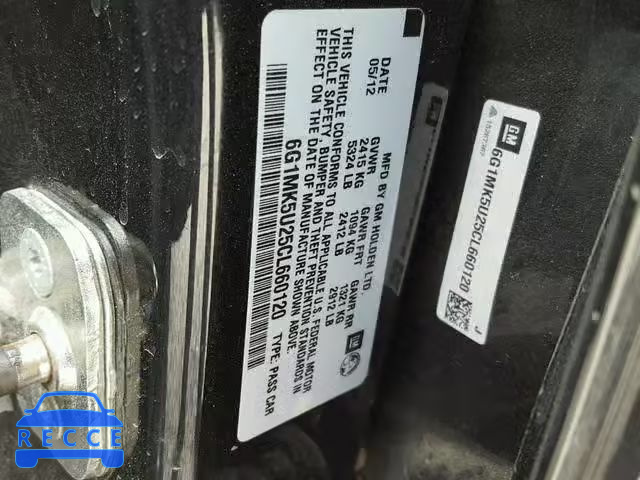 MFD BY GM HOLDEN LTD.
DATE 05/12
GVWR 2415 KG 5324 LB
GAWR FRT 1094 KG 2412 LB
GAWR RR 1321 KG 2912 LB
THIS VEHICLE CONFORMS TO ALL APPLICABLE U.S. FEDERAL MOTOR
VEHICLE SAFETY, BUMPER AND THEFT PREVENTION STANDARDS IN
EFFECT ON THE DATE OF MANUFACTURE SHOWN ABOVE.
6G1MK5U25CL660120
TYPE: PASS CAR
GM
GM
6G1MK5U25CL660120
J
RECCE